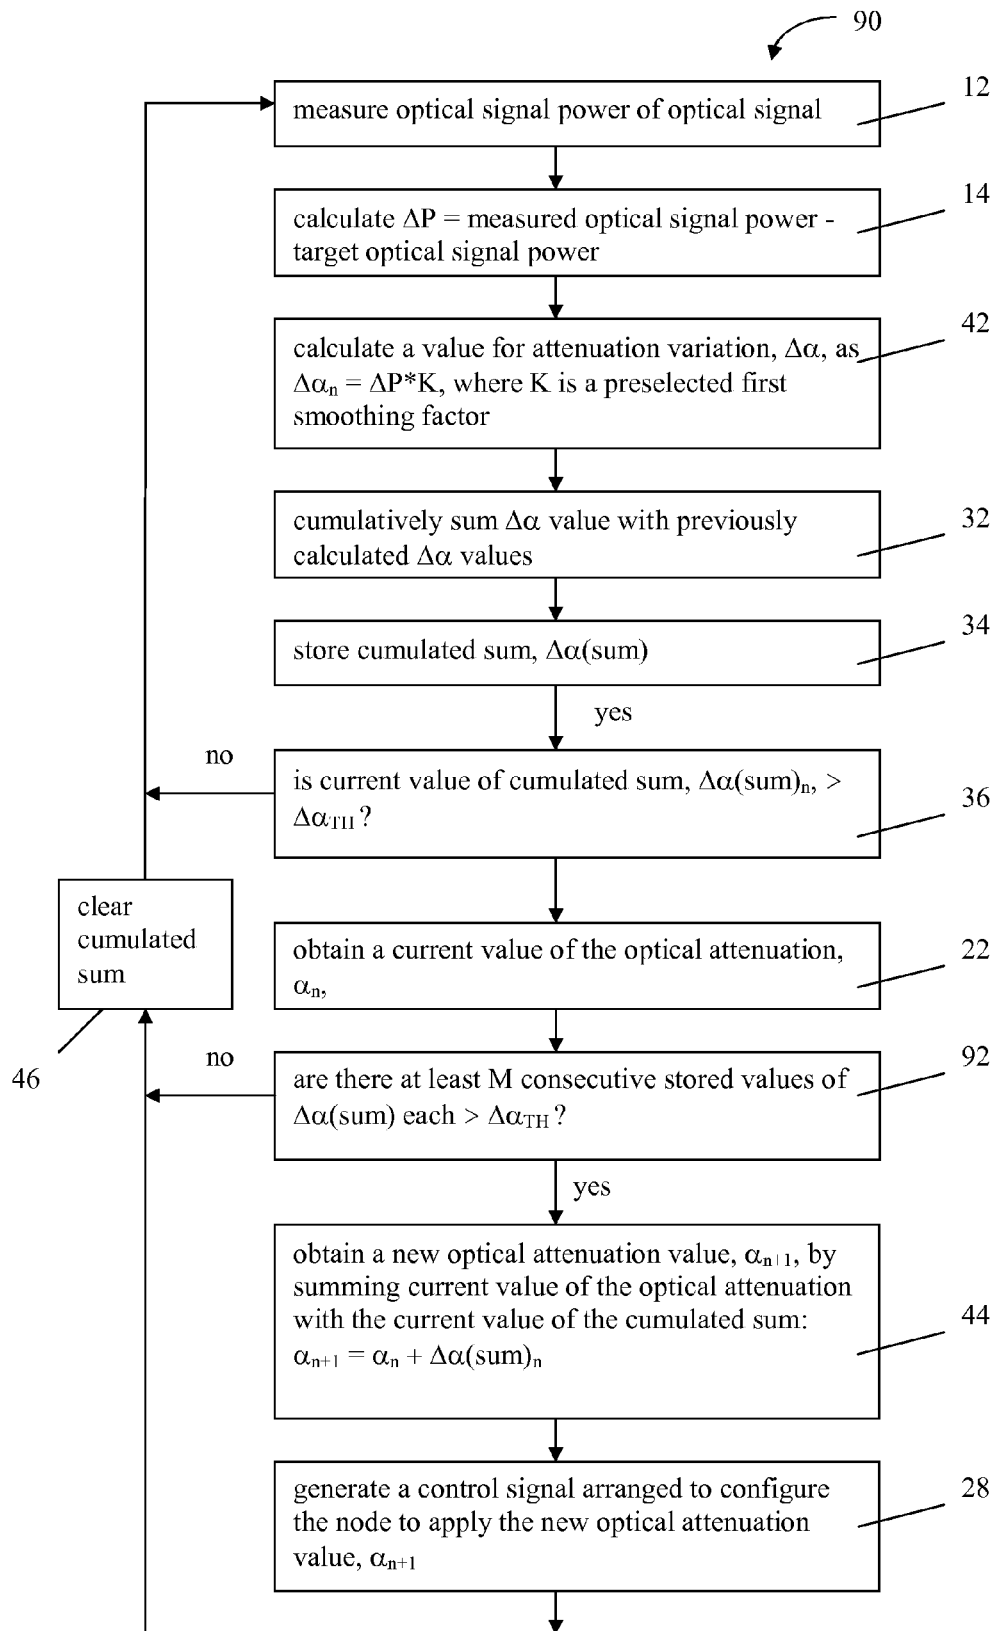 90
measure optical signal power of optical signal
12
calculate ΔP = measured optical signal power -
target optical signal power
14
calculate a value for attenuation variation, Δα, as
Δαn = ΔP*K, where K is a preselected first
smoothing factor
42
cumulatively sum Δα value with previously
calculated Δα values
32
store cumulated sum, Δα(sum)
34
yes
no
is current value of cumulated sum, Δα(sum)n, >
ΔαTH ?
36
clear
cumulated
sum
46
obtain a current value of the optical attenuation,
αn,
22
no
are there at least M consecutive stored values of
Δα(sum) each > ΔαTH ?
92
yes
obtain a new optical attenuation value, αn+1, by
summing current value of the optical attenuation
with the current value of the cumulated sum:
αn+1 = αn + Δα(sum)n
44
generate a control signal arranged to configure
the node to apply the new optical attenuation
value, αn+1
28